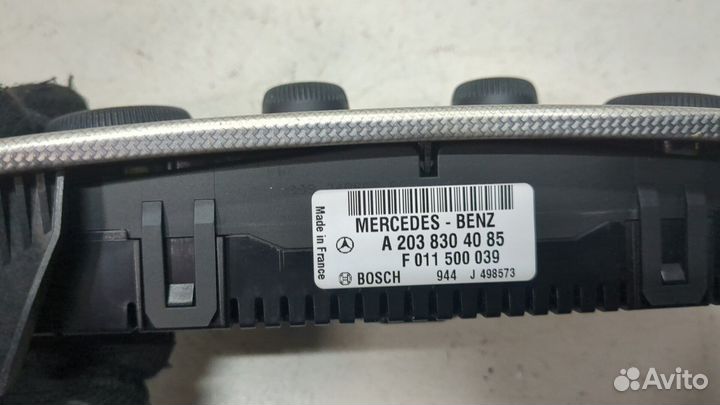 MERCEDES - BENZ
A 203 830 40 85
F 011 500 039
BOSCH 944 J 498573
Made in France
Avito